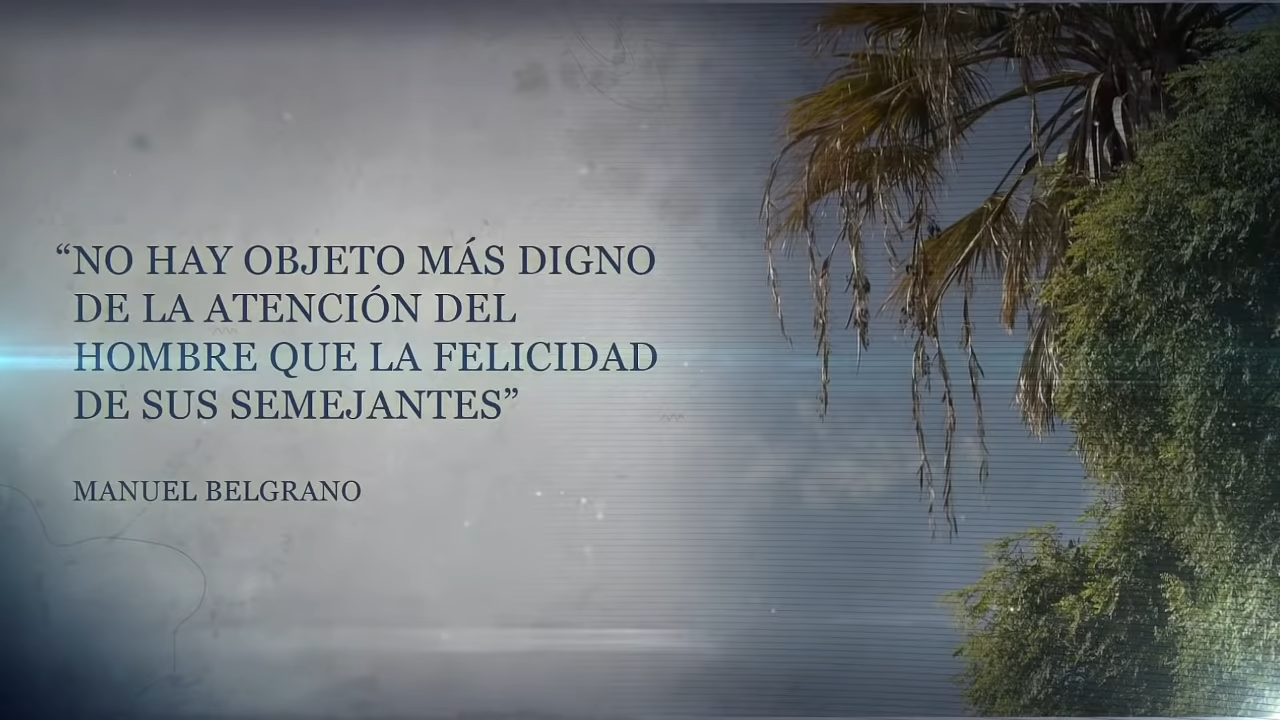 “NO HAY OBJETO MÁS DIGNO
DE LA ATENCIÓN DEL
HOMBRE QUE LA FELICIDAD
DE SUS SEMEJANTES”
MANUEL BELGRANO